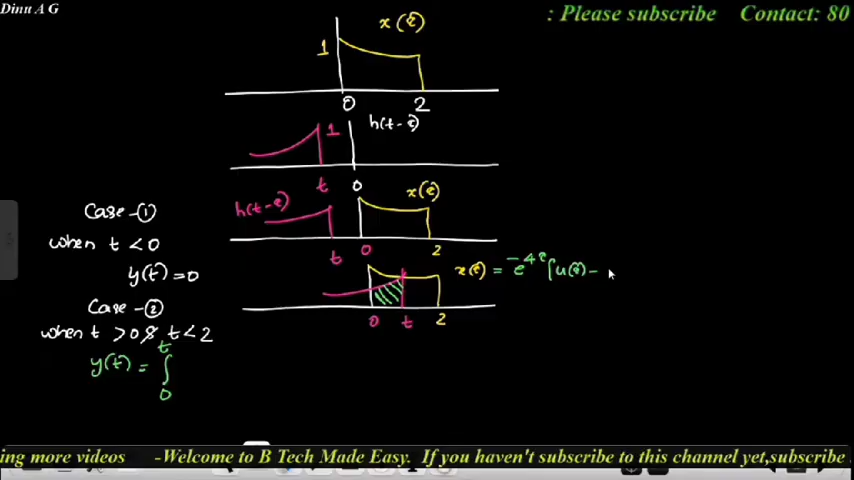 Dinu A G
: Please subscribe Contact: 80
x(τ)
1
0 2
h(t-τ)
1
t 0
h(t-τ) x(τ)
t 0 2
Case-①
when t < 0
y(t) = 0
x(τ) = e^{-4τ}[u(τ)-
0 t 2
Case-②
when t > 0 & t < 2
y(t) = ∫_0^t
ing more videos -Welcome to B Tech Made Easy. If you haven't subscribe to this channel yet,subscribe